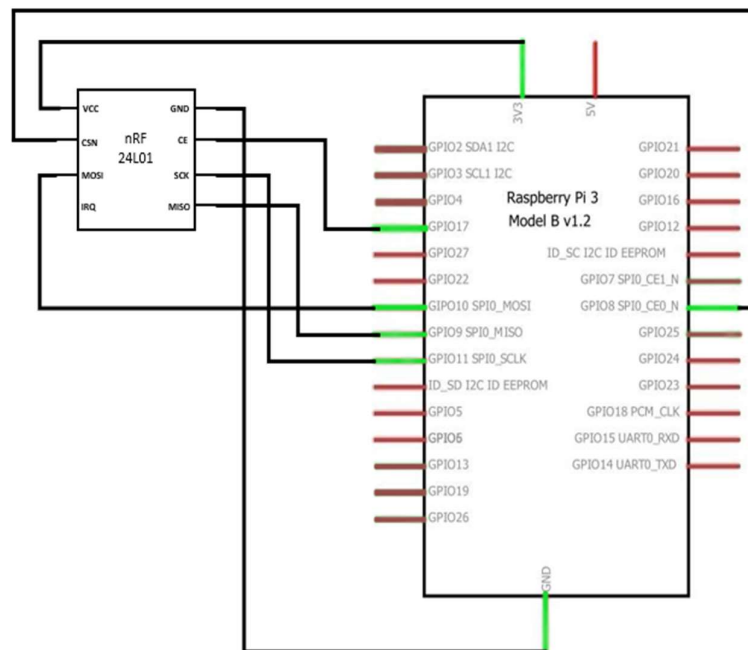 VCC
GND
CSN
nRF
24L01
CE
MOSI
SCK
IRQ
MISO
3V3
5V
Raspberry Pi 3
Model B v1.2
GPIO2 SDA1 I2C
GPIO3 SCL1 I2C
GPIO4
GPIO17
GPIO27
GPIO22
GIPO10 SPI0_MOSI
GPIO9 SPI0_MISO
GPIO11 SPI0_SCLK
ID_SD I2C ID EEPROM
GPIO5
GPIO6
GPIO13
GPIO19
GPIO26
GPIO21
GPIO20
GPIO16
GPIO12
ID_SC I2C ID EEPROM
GPIO7 SPI0_CE1_N
GPIO8 SPI0_CE0_N
GPIO25
GPIO24
GPIO23
GPIO18 PCM_CLK
GPIO15 UART0_RXD
GPIO14 UART0_TXD
GND